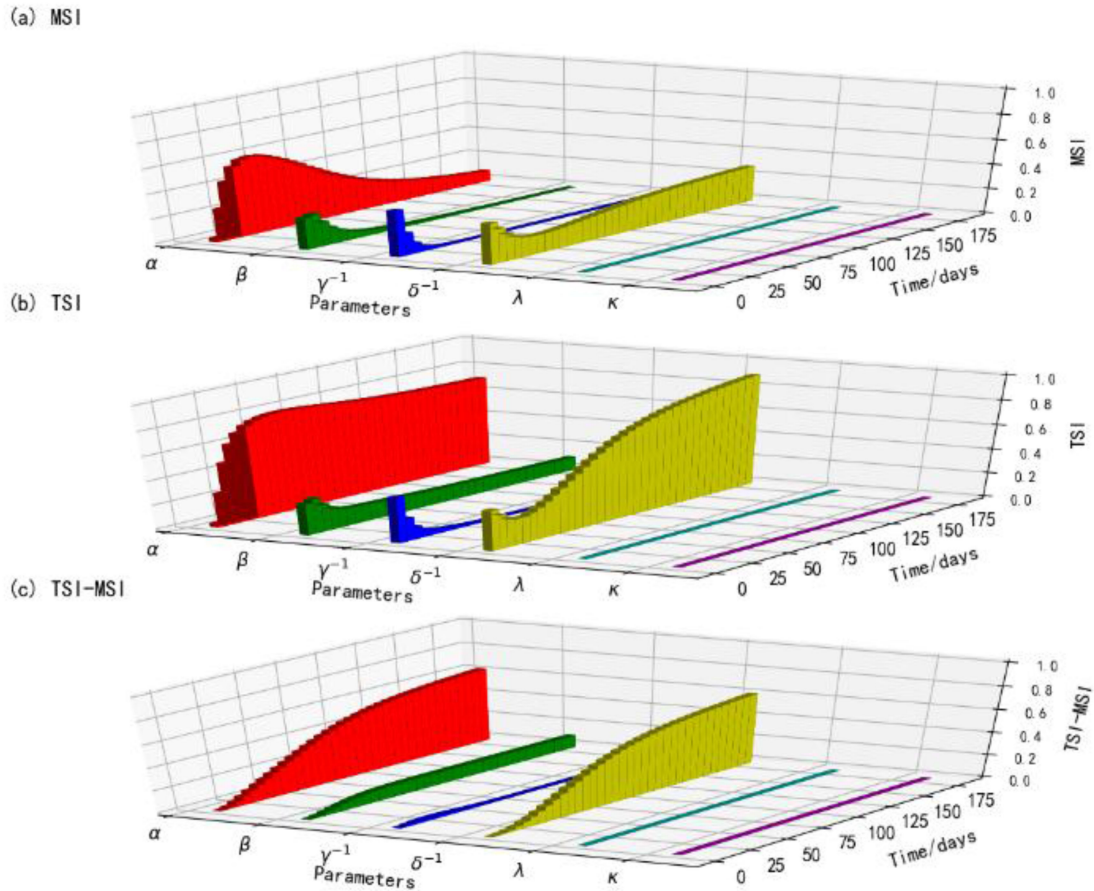 (a) MSI
1.0
0.8
0.6
0.4
0.2
0.0
MSI
α β γ⁻¹ δ⁻¹ λ κ
Parameters
0 25 50 75 100 125 150 175
Time/days
(b) TSI
1.0
0.8
0.6
0.4
0.2
0.0
TSI
α β γ⁻¹ δ⁻¹ λ κ
Parameters
0 25 50 75 100 125 150 175
Time/days
(c) TSI-MSI
1.0
0.8
0.6
0.4
0.2
0.0
TSI-MSI
α β γ⁻¹ δ⁻¹ λ κ
Parameters
0 25 50 75 100 125 150 175
Time/days